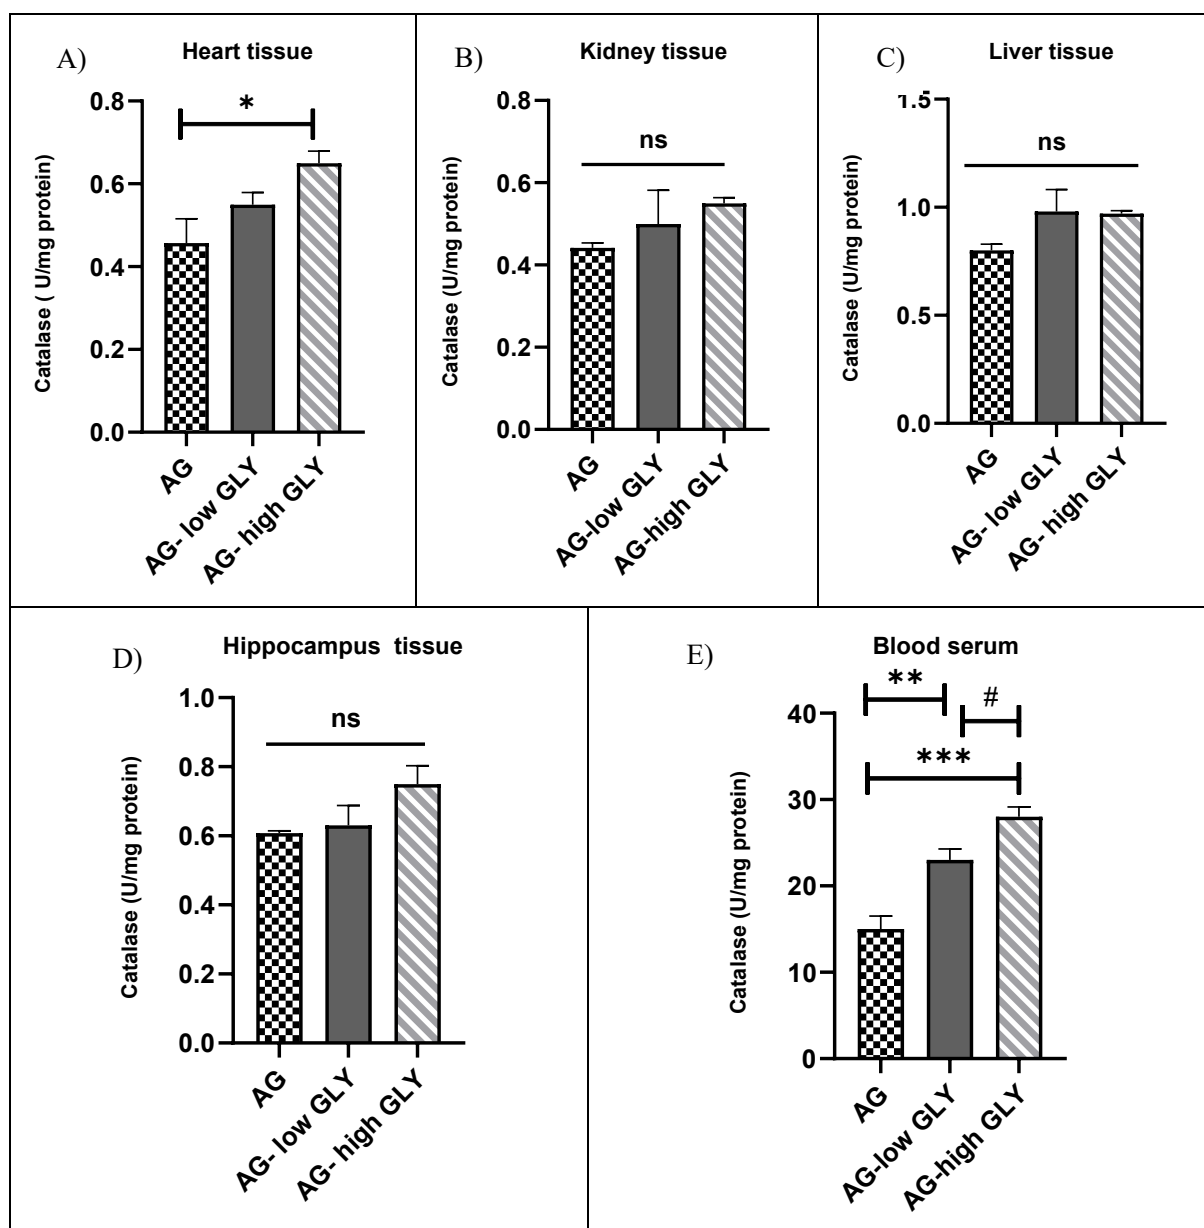 A)
Heart tissue
Catalase ( U/mg protein)
0.8
0.6
0.4
0.2
0.0
*
AG
AG- low GLY
AG- high GLY
B)
Kidney tissue
Catalase (U/mg protein)
0.8
0.6
0.4
0.2
0.0
ns
AG
AG-low GLY
AG-high GLY
C)
Liver tissue
Catalase (U/mg protein)
1.5
1.0
0.5
0.0
ns
AG
AG- low GLY
AG- high GLY
D)
Hippocampus tissue
Catalase (U/mg protein)
1.0
0.8
0.6
0.4
0.2
0.0
ns
AG
AG- low GLY
AG- high GLY
E)
Blood serum
Catalase (U/mg protein)
40
30
20
10
0
**
#
***
AG
AG-low GLY
AG-high GLY